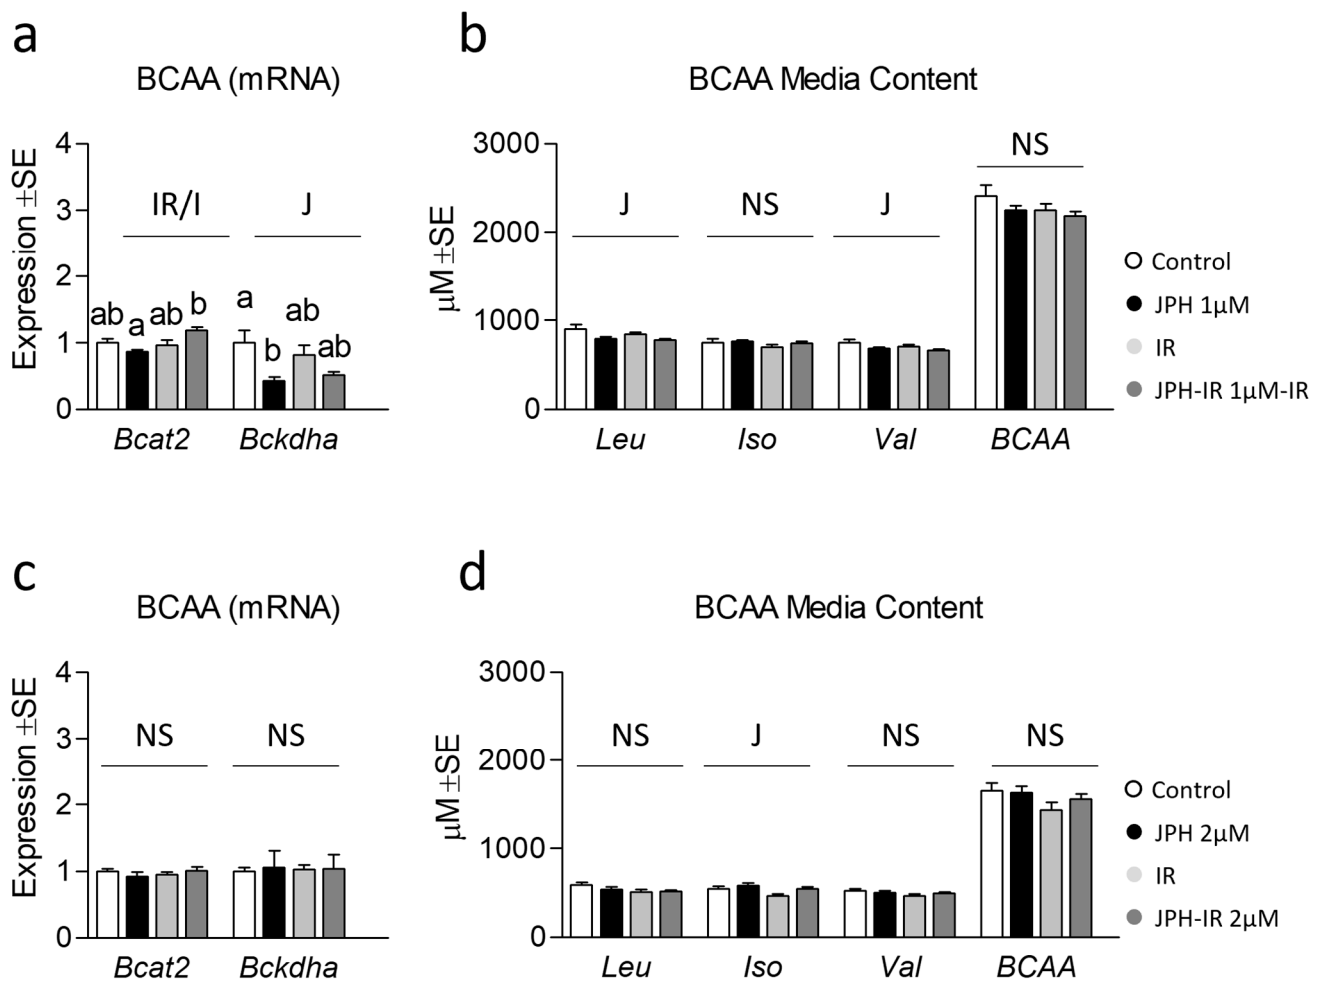 a
BCAA (mRNA)
Expression ±SE
4
3
2
1
0
IR/I
J
ab
a
ab
b
a
b
ab
ab
Bcat2
Bckdha
b
BCAA Media Content
µM ±SE
3000
2000
1000
0
J
NS
J
NS
Leu
Iso
Val
BCAA
Control
JPH 1µM
IR
JPH-IR 1µM-IR
c
BCAA (mRNA)
Expression ±SE
4
3
2
1
0
NS
NS
Bcat2
Bckdha
d
BCAA Media Content
µM ±SE
3000
2000
1000
0
NS
J
NS
NS
Leu
Iso
Val
BCAA
Control
JPH 2µM
IR
JPH-IR 2µM